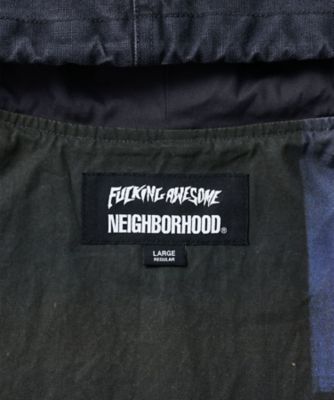 FUCKING AWESOME
NEIGHBORHOOD®
LARGE
REGULAR